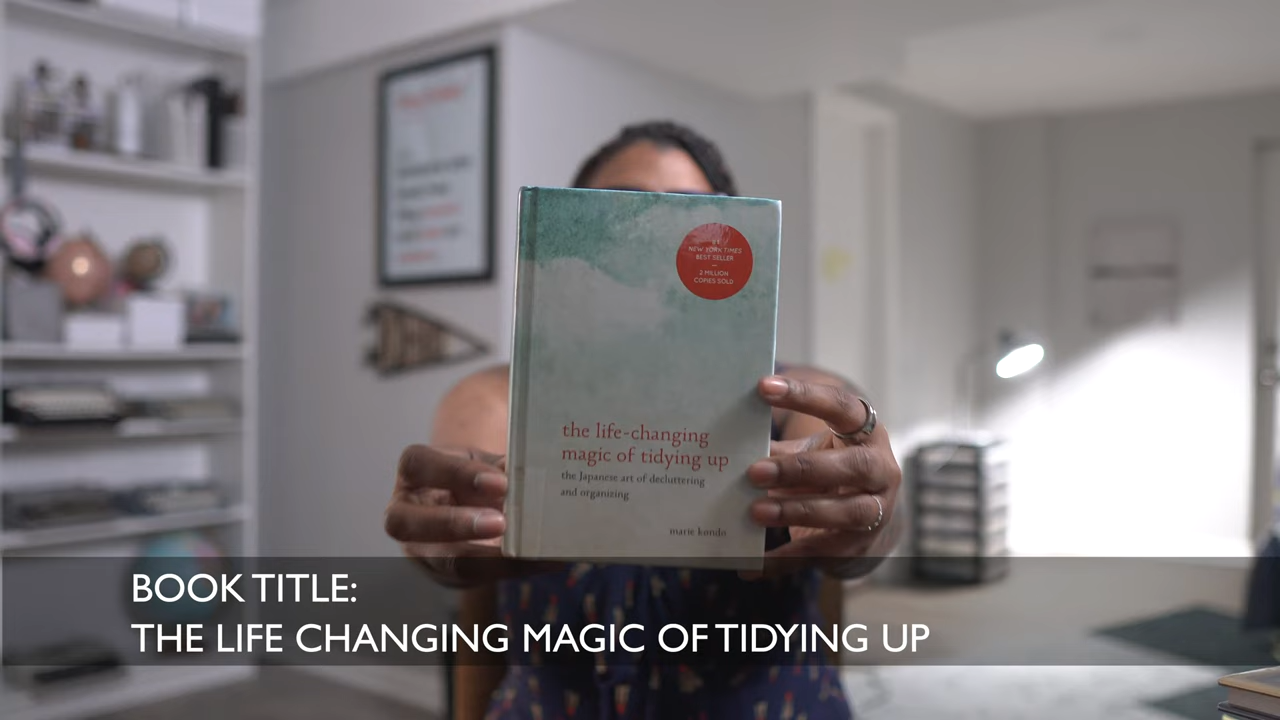 #1
NEW YORK TIMES
BEST SELLER
2 MILLION
COPIES SOLD
the life-changing
magic of tidying up
the Japanese art of decluttering
and organizing
marie kondo
BOOK TITLE:
THE LIFE CHANGING MAGIC OF TIDYING UP